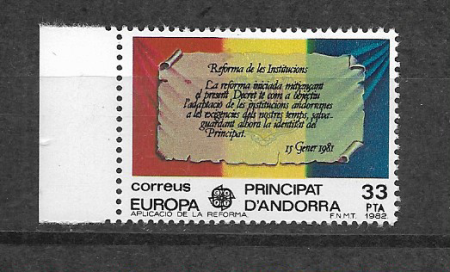 Reforma de les Institucions
La reforma iniciada mitjançant
el present Decret té com a objectiu
l'adaptació de les institucions andorranes
a les exigències dels nostres temps, salva-
guardant alhora la identitat del
Principat.
15 Gener 1981
correus
EUROPA
PRINCIPAT
D'ANDORRA
33
PTA
APLICACIO DE LA REFORMA
F.N.M.T.
1982